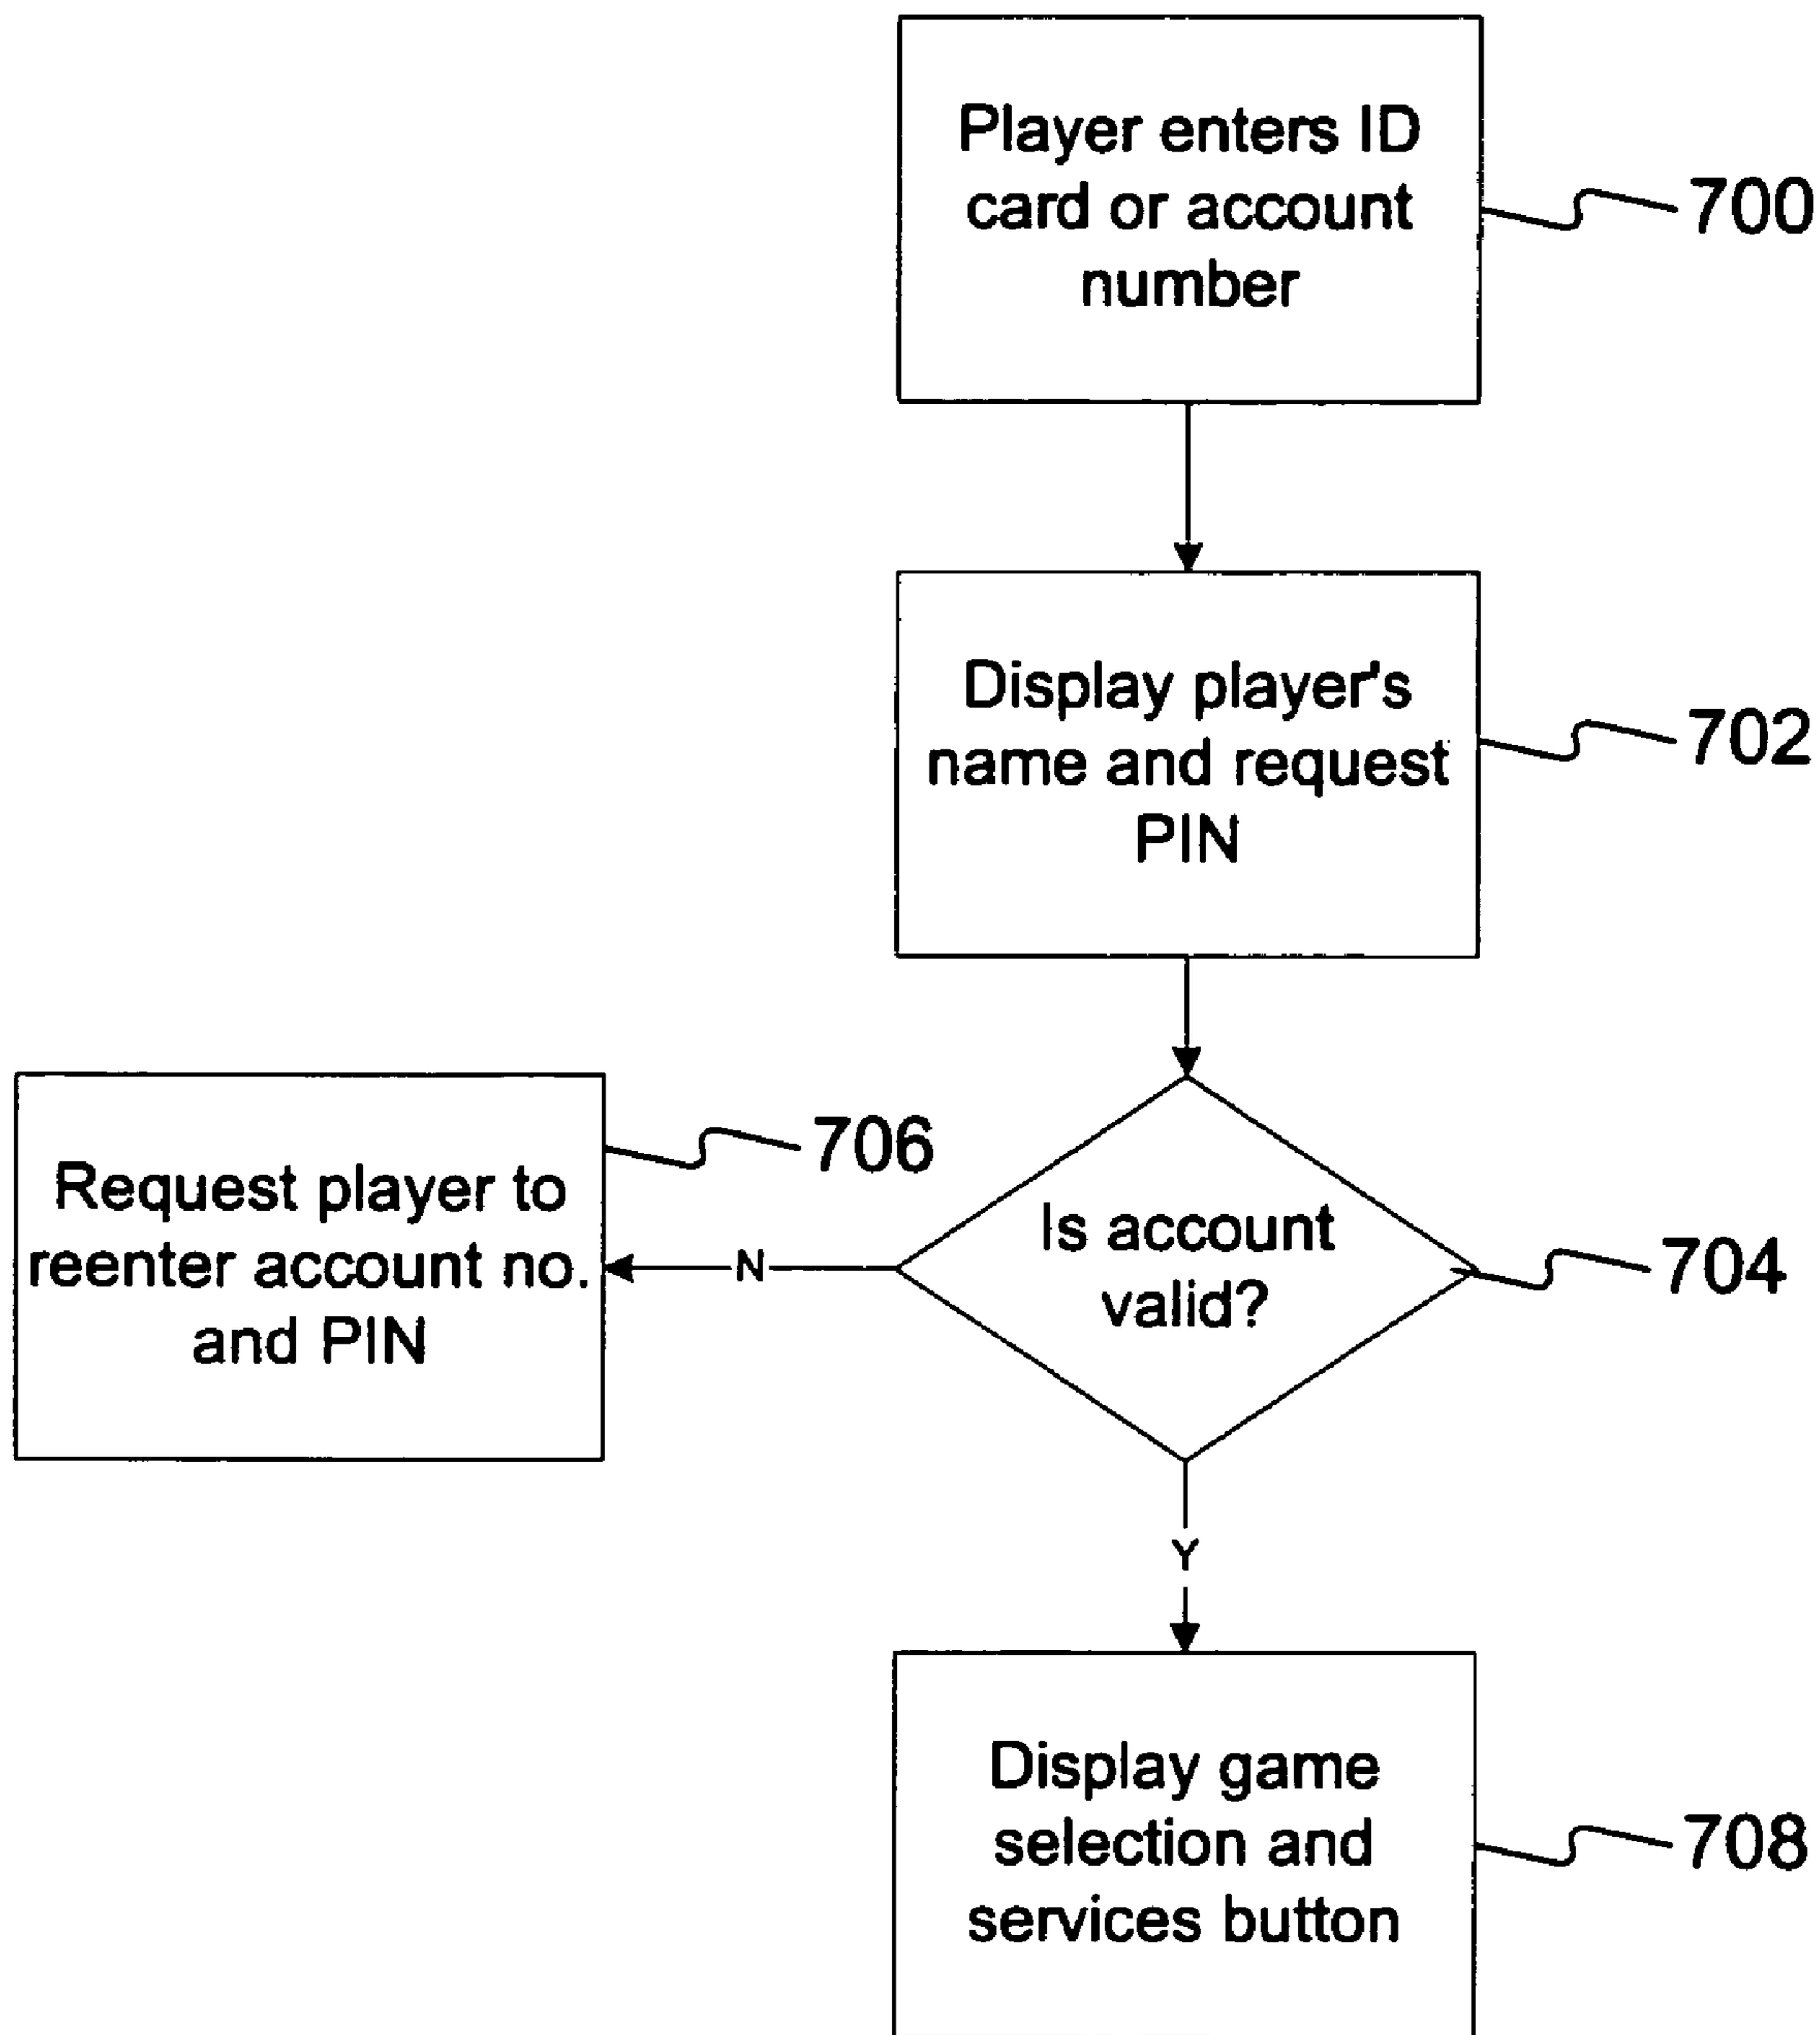 Player enters ID
card or account
number
700
Display player's
name and request
PIN
702
Is account
valid?
704
N
706
Request player to
reenter account no.
and PIN
Y
Display game
selection and
services button
708